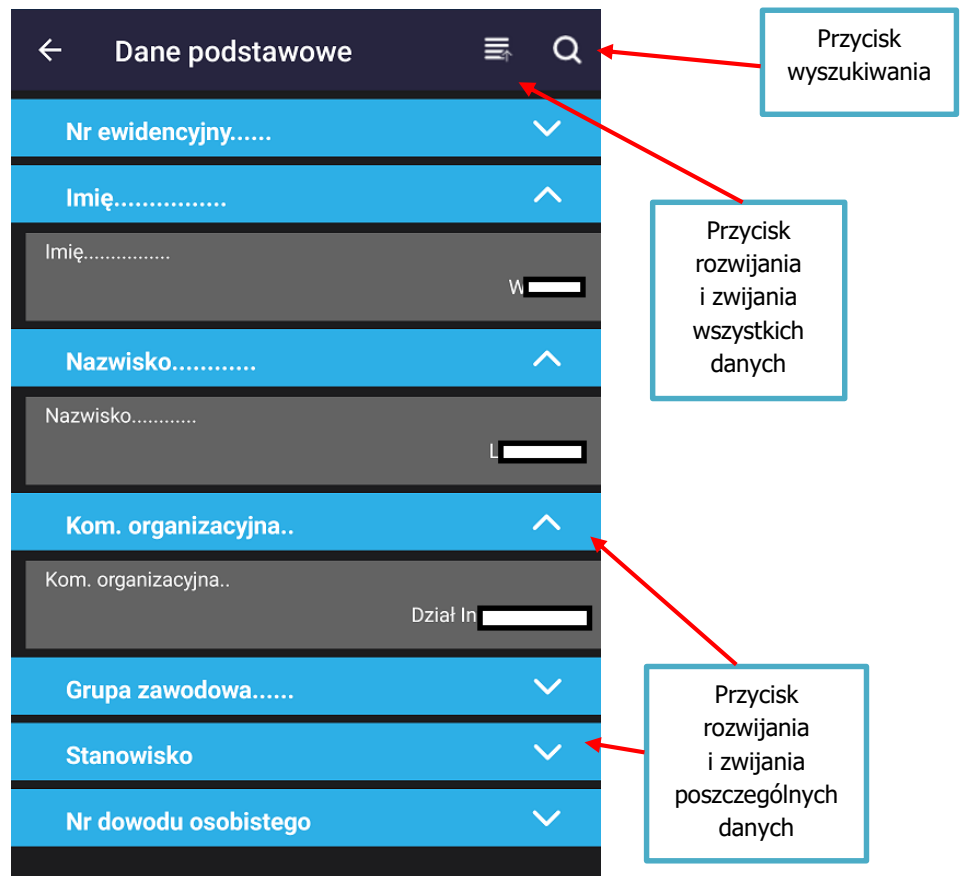 Dane podstawowe
Przycisk
wyszukiwania
Nr ewidencyjny......
Imię................
Imię................
W
Przycisk
rozwijania
i zwijania
wszystkich
danych
Nazwisko............
Nazwisko............
L
Kom. organizacyjna..
Kom. organizacyjna..
Dział In
Grupa zawodowa......
Stanowisko
Nr dowodu osobistego
Przycisk
rozwijania
i zwijania
poszczególnych
danych